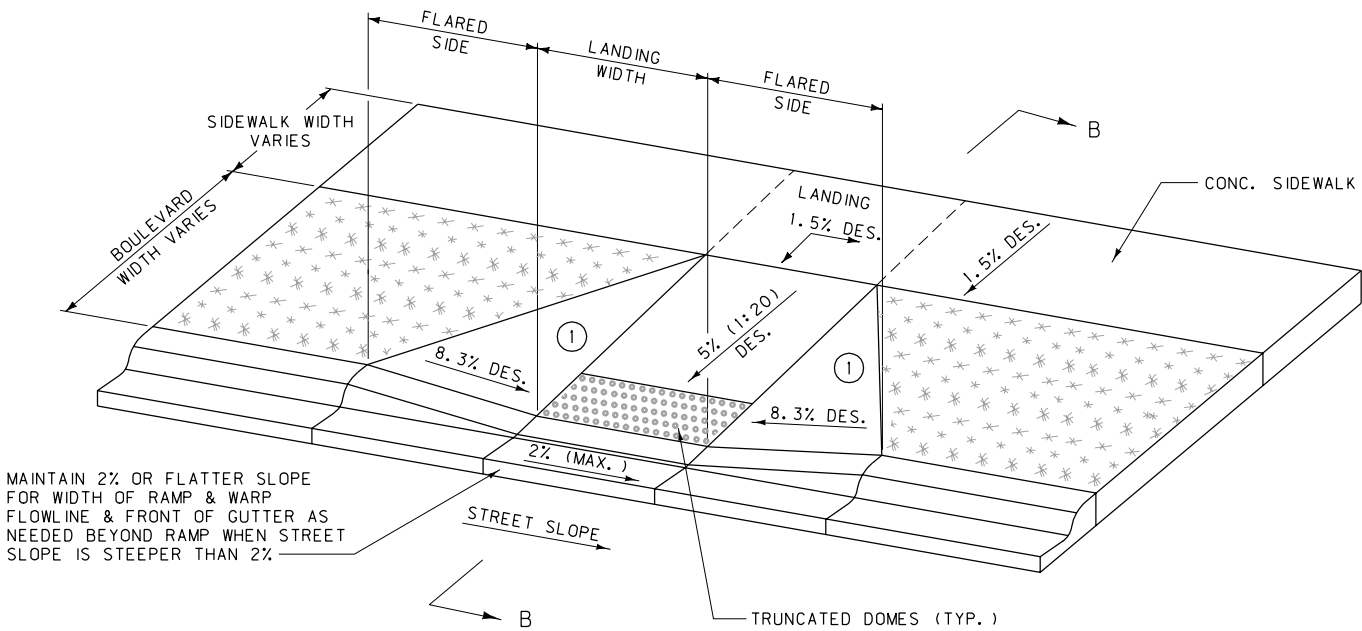 FLARED
SIDE
LANDING
WIDTH
FLARED
SIDE
SIDEWALK WIDTH
VARIES
B
BOULEVARD
WIDTH VARIES
LANDING
1.5% DES.
1.5% DES.
CONC. SIDEWALK
5% (1:20)
DES.
1
8.3% DES.
1
8.3% DES.
2% (MAX.)
MAINTAIN 2% OR FLATTER SLOPE
FOR WIDTH OF RAMP & WARP
FLOWLINE & FRONT OF GUTTER AS
NEEDED BEYOND RAMP WHEN STREET
SLOPE IS STEEPER THAN 2%
STREET SLOPE
B
TRUNCATED DOMES (TYP.)